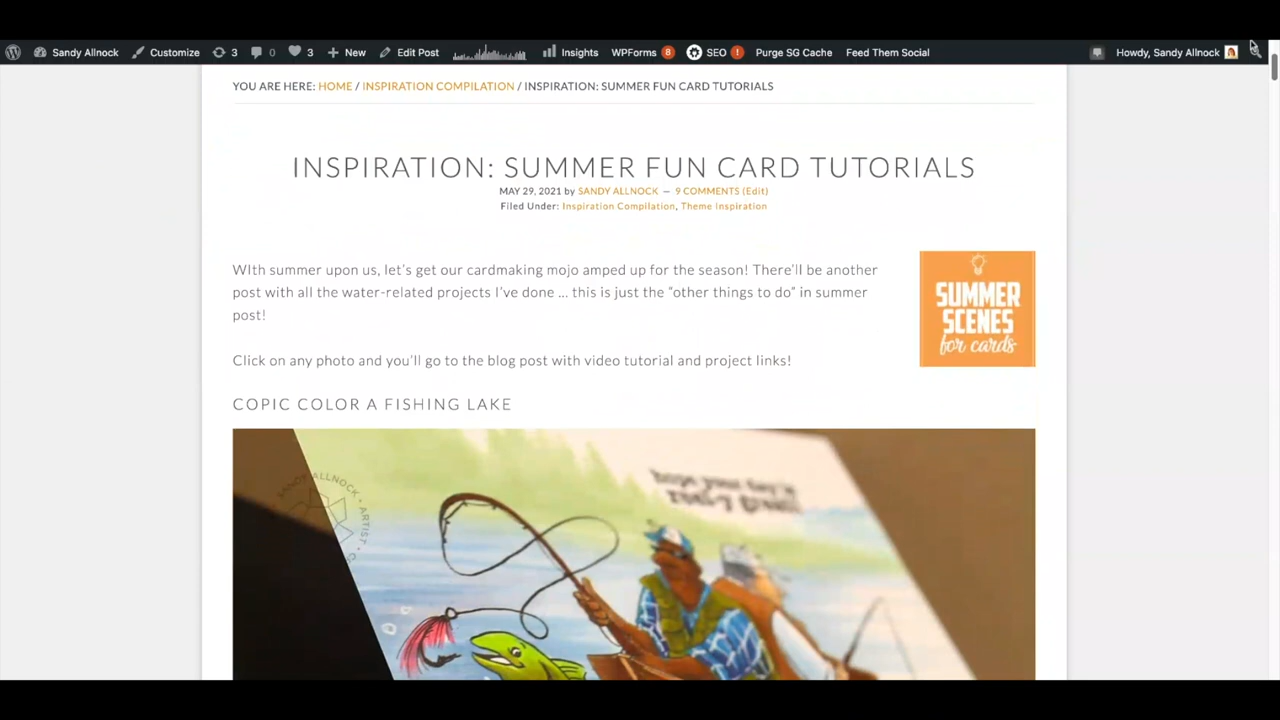 Sandy Allnock Customize 3 0 3 New Edit Post Insights WPForms 8 SEO ! Purge SG Cache Feed Them Social Howdy, Sandy Allnock
YOU ARE HERE: HOME / INSPIRATION COMPILATION / INSPIRATION: SUMMER FUN CARD TUTORIALS
INSPIRATION: SUMMER FUN CARD TUTORIALS
MAY 29, 2021 by SANDY ALLNOCK — 9 COMMENTS (Edit)
Filed Under: Inspiration Compilation, Theme Inspiration
WIth summer upon us, let's get our cardmaking mojo amped up for the season! There'll be another
post with all the water-related projects I've done ... this is just the "other things to do" in summer
post!
SUMMER
SCENES
for cards
Click on any photo and you'll go to the blog post with video tutorial and project links!
COPIC COLOR A FISHING LAKE
SANDY ALLNOCK • ARTIST •
hope your day's